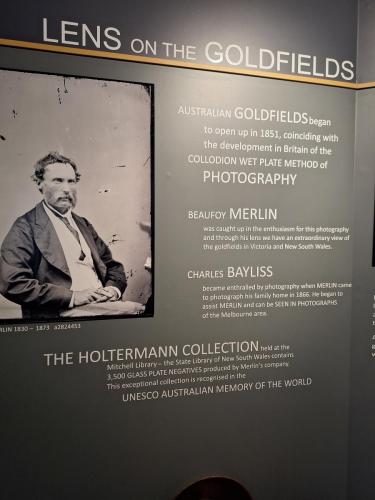 LENS ON THE GOLDFIELDS
AUSTRALIAN GOLDFIELDS began
to open up in 1851, coinciding with
the development in Britain of the
COLLODION WET PLATE METHOD of
PHOTOGRAPHY
BEAUFOY MERLIN
was caught up in the enthusiasm for this photography
and through his lens we have an extraordinary view of
the goldfields in Victoria and New South Wales.
CHARLES BAYLISS
became enthralled by photography when MERLIN came
to photograph his family home in 1866. He began to
assist MERLIN and can be SEEN IN PHOTOGRAPHS
of the Melbourne area.
RLIN 1830 – 1873 a2824453
THE HOLTERMANN COLLECTION held at the
Mitchell Library – the State Library of New South Wales contains
3,500 GLASS PLATE NEGATIVES produced by Merlin's company.
This exceptional collection is recognised in the
UNESCO AUSTRALIAN MEMORY OF THE WORLD